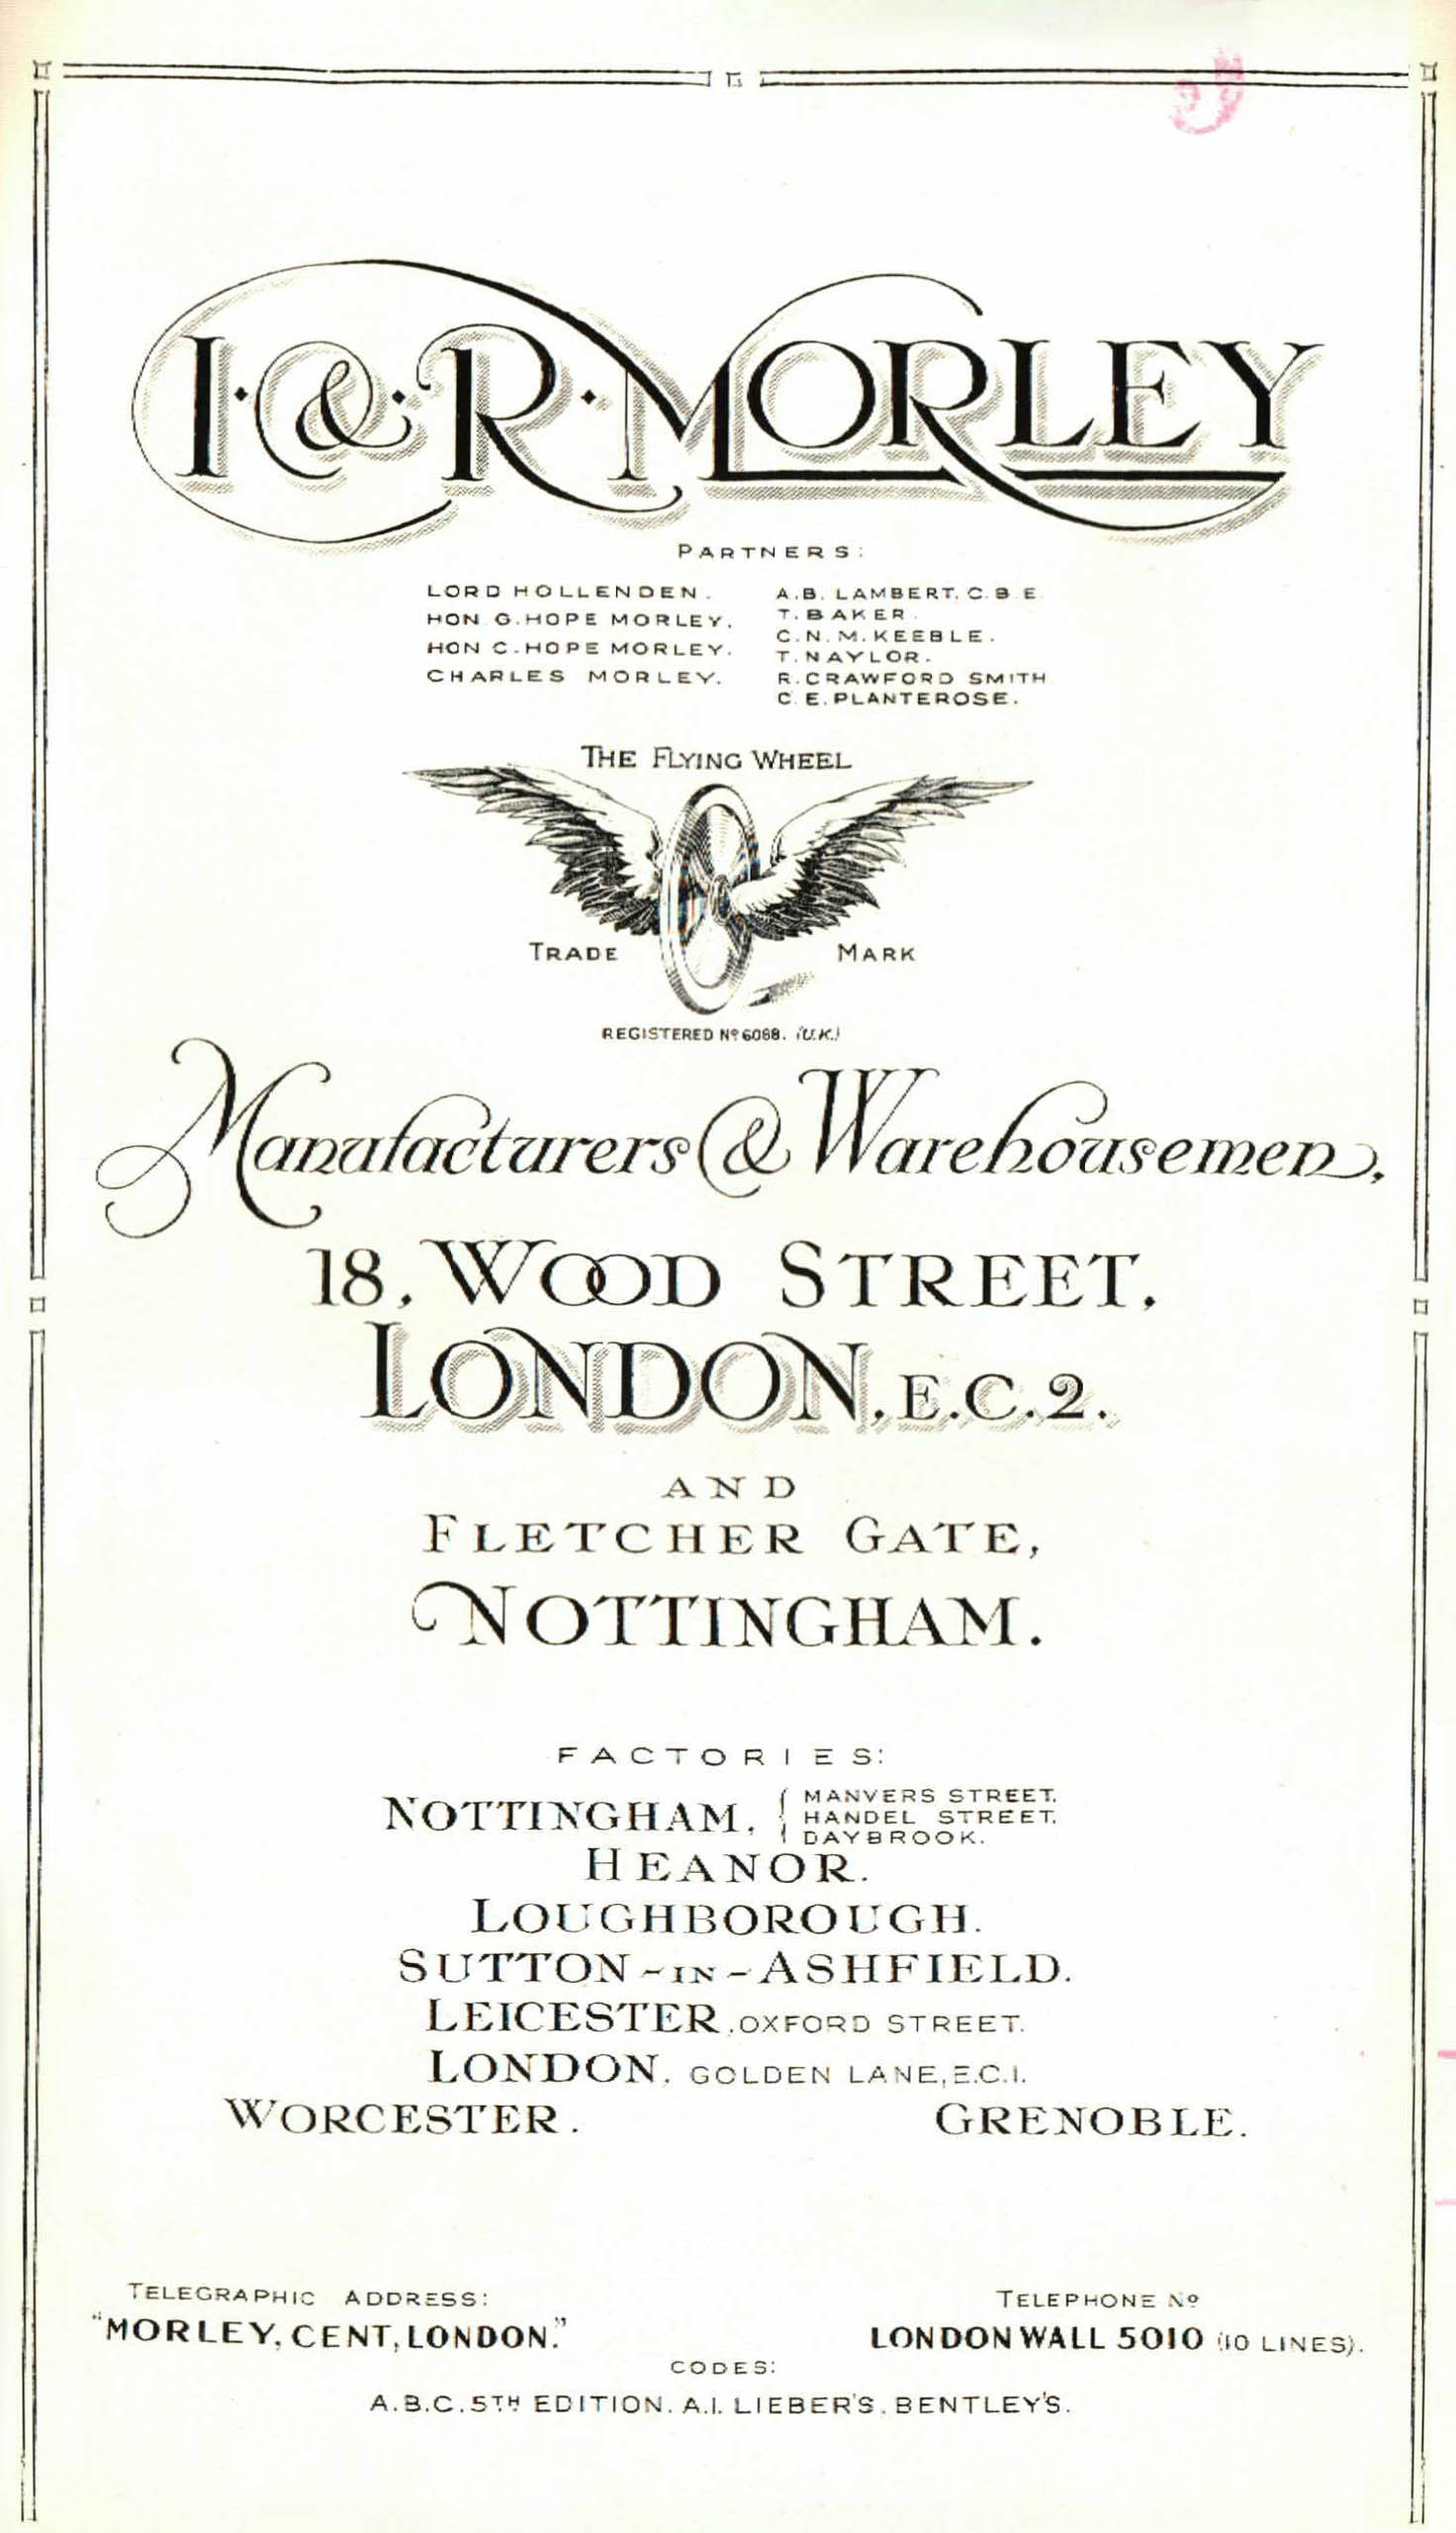 I. & R. MORLEY
PARTNERS:
LORD HOLLENDEN.
HON G. HOPE MORLEY.
HON C. HOPE MORLEY.
CHARLES MORLEY.
A.B. LAMBERT, C.B.E.
T. BAKER.
C.N.M. KEEBLE.
T. NAYLOR.
R. CRAWFORD SMITH
C.E. PLANTEROSE.
THE FLYING WHEEL
TRADE MARK
REGISTERED Nº 6088. (U.K.)
Manufacturers & Warehousemen,
18, WOOD STREET,
LONDON, E.C.2.
AND
FLETCHER GATE,
NOTTINGHAM.
FACTORIES:
NOTTINGHAM, { MANVERS STREET.
HANDEL STREET.
DAYBROOK.
HEANOR.
LOUGHBOROUGH.
SUTTON-IN-ASHFIELD.
LEICESTER, OXFORD STREET.
LONDON, GOLDEN LANE, E.C.1.
WORCESTER. GRENOBLE.
TELEGRAPHIC ADDRESS:
"MORLEY, CENT, LONDON."
TELEPHONE Nº
LONDON WALL 5010 (10 LINES).
CODES:
A.B.C. 5TH EDITION. A.I. LIEBER'S. BENTLEY'S.